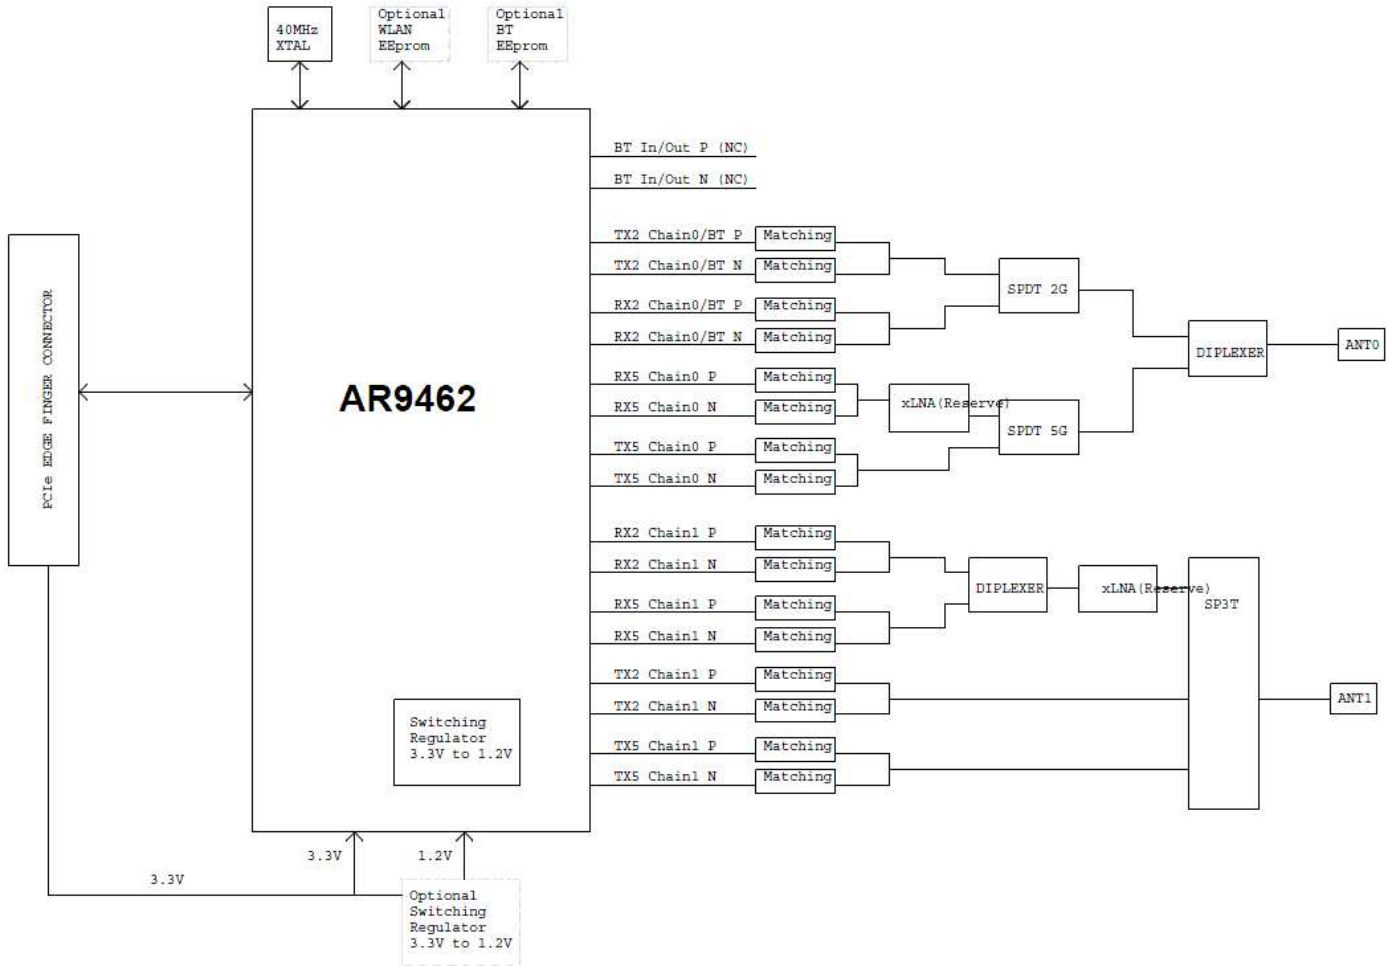 40MHz
XTAL
Optional
WLAN
EEprom
Optional
BT
EEprom
BT In/Out P (NC)
BT In/Out N (NC)
TX2 Chain0/BT P
Matching
TX2 Chain0/BT N
Matching
SPDT 2G
RX2 Chain0/BT P
Matching
RX2 Chain0/BT N
Matching
DIPLEXER
ANT0
PCIe EDGE FINGER CONNECTOR
AR9462
RX5 Chain0 P
Matching
RX5 Chain0 N
Matching
xLNA(Reserve)
SPDT 5G
TX5 Chain0 P
Matching
TX5 Chain0 N
Matching
RX2 Chain1 P
Matching
RX2 Chain1 N
Matching
DIPLEXER
xLNA(Reserve)
SP3T
RX5 Chain1 P
Matching
RX5 Chain1 N
Matching
TX2 Chain1 P
Matching
TX2 Chain1 N
Matching
ANT1
Switching
Regulator
3.3V to 1.2V
TX5 Chain1 P
Matching
TX5 Chain1 N
Matching
3.3V
1.2V
3.3V
Optional
Switching
Regulator
3.3V to 1.2V